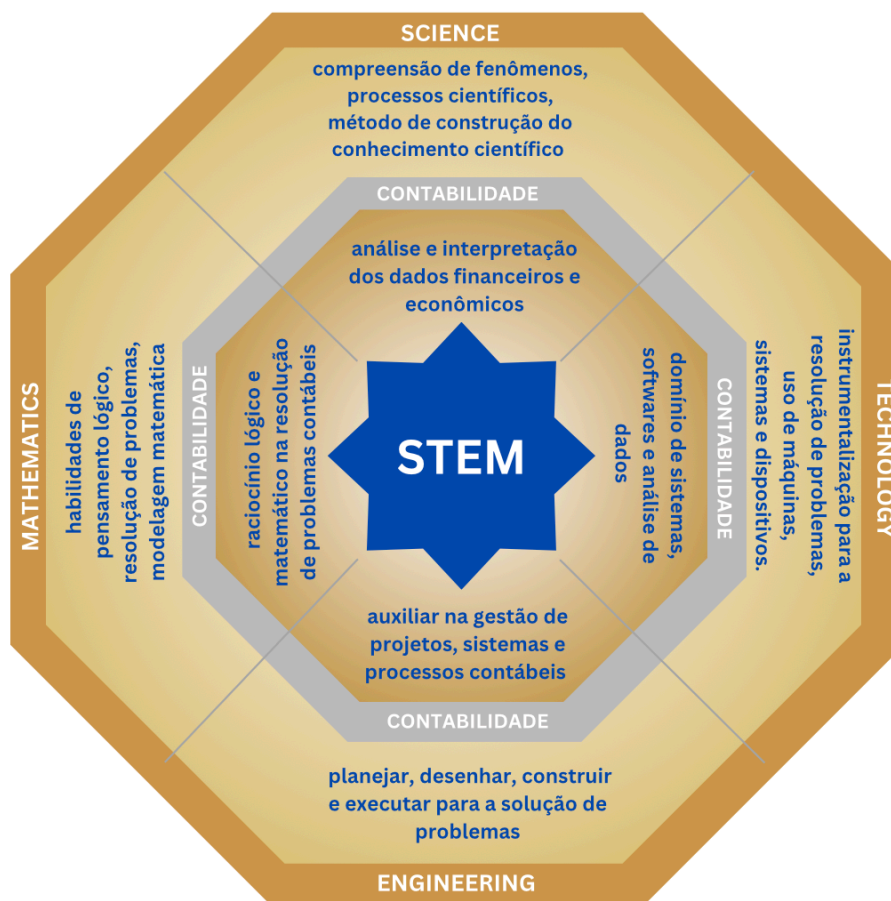 SCIENCE
compreensão de fenômenos,
processos científicos,
método de construção do
conhecimento científico
CONTABILIDADE
análise e interpretação
dos dados financeiros e
econômicos
MATHEMATICS
habilidades de
pensamento lógico,
resolução de problemas,
modelagem matemática
CONTABILIDADE
raciocínio lógico e
matemático na resolução
de problemas contábeis
STEM
domínio de sistemas,
softwares e análise de
dados
CONTABILIDADE
instrumentalização para a
resolução de problemas,
uso de máquinas,
sistemas e dispositivos.
TECHNOLOGY
auxiliar na gestão de
projetos, sistemas e
processos contábeis
CONTABILIDADE
planejar, desenhar, construir
e executar para a solução de
problemas
ENGINEERING